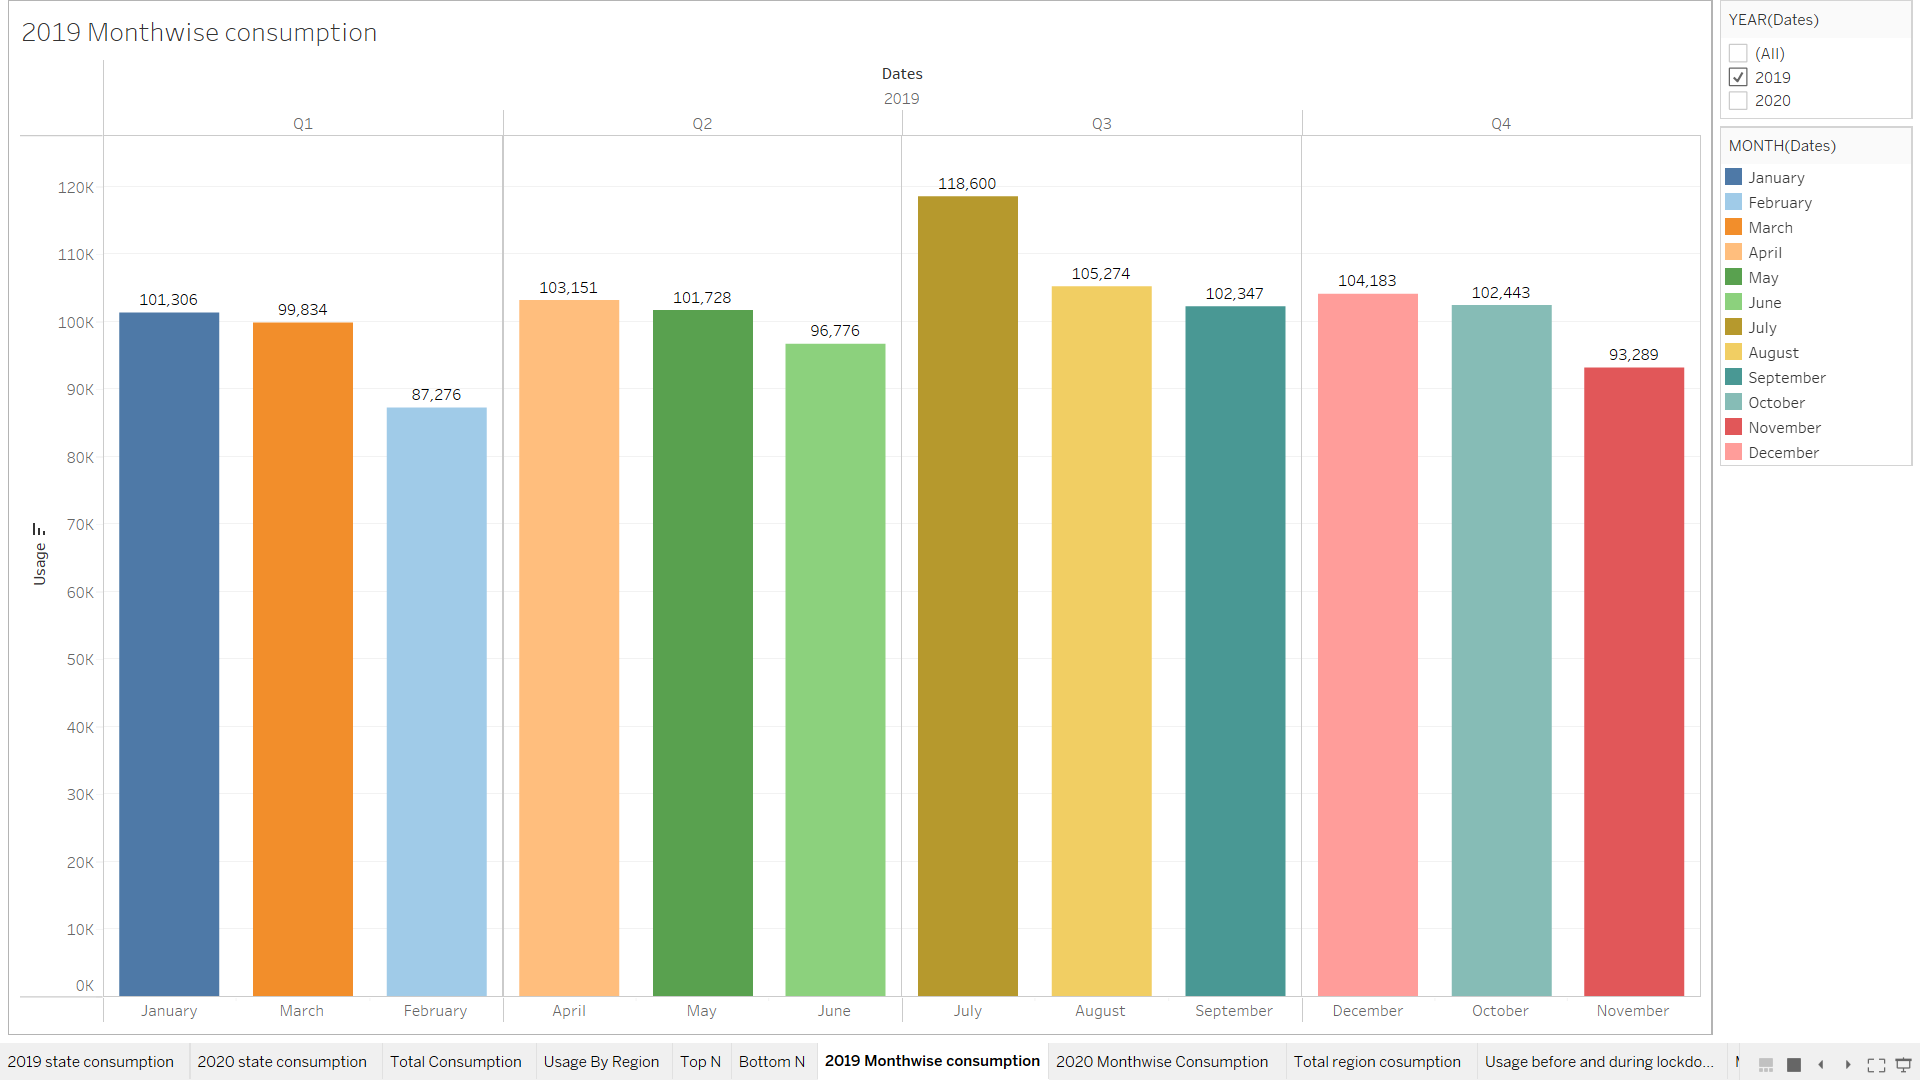 2019 Monthwise consumption
Dates
2019
Q1 Q2 Q3 Q4
120K
110K
100K
90K
80K
70K
60K
50K
40K
30K
20K
10K
0K
Usage
101,306
99,834
87,276
103,151
101,728
96,776
118,600
105,274
102,347
104,183
102,443
93,289
January March February April May June July August September December October November
YEAR(Dates)
(All)
2019
2020
MONTH(Dates)
January
February
March
April
May
June
July
August
September
October
November
December
2019 state consumption 2020 state consumption Total Consumption Usage By Region Top N Bottom N 2019 Monthwise consumption 2020 Monthwise Consumption Total region cosumption Usage before and during lockdo...